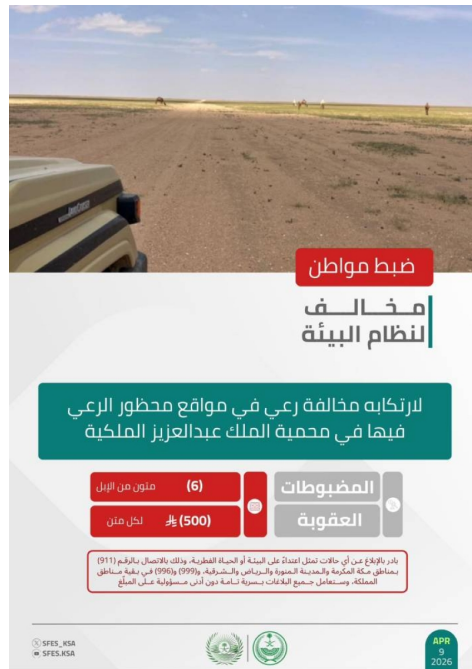 ضبط مواطن
مخالف
لنظام البيئة
لارتكابه مخالفة رعي في مواقع محظور الرعي
فيها في محمية الملك عبدالعزيز الملكية
المضبوطات
(6) متون من الإبل
العقوبة
(500) لكل متن
بادر بالإبلاغ عن أي حالات تمثل اعتداءً على البيئة أو الحياة الفطرية، وذلك بالاتصال بالرقم (911)
بمناطق مكة المكرمة والمدينة المنورة والرياض والشرقية، و(999) و(996) في بقية مناطق
المملكة، وستعامل جميع البلاغات بسرية تامة دون أدنى مسؤولية على المبلّغ
SFES_KSA
SFES.KSA
APR
9
2026